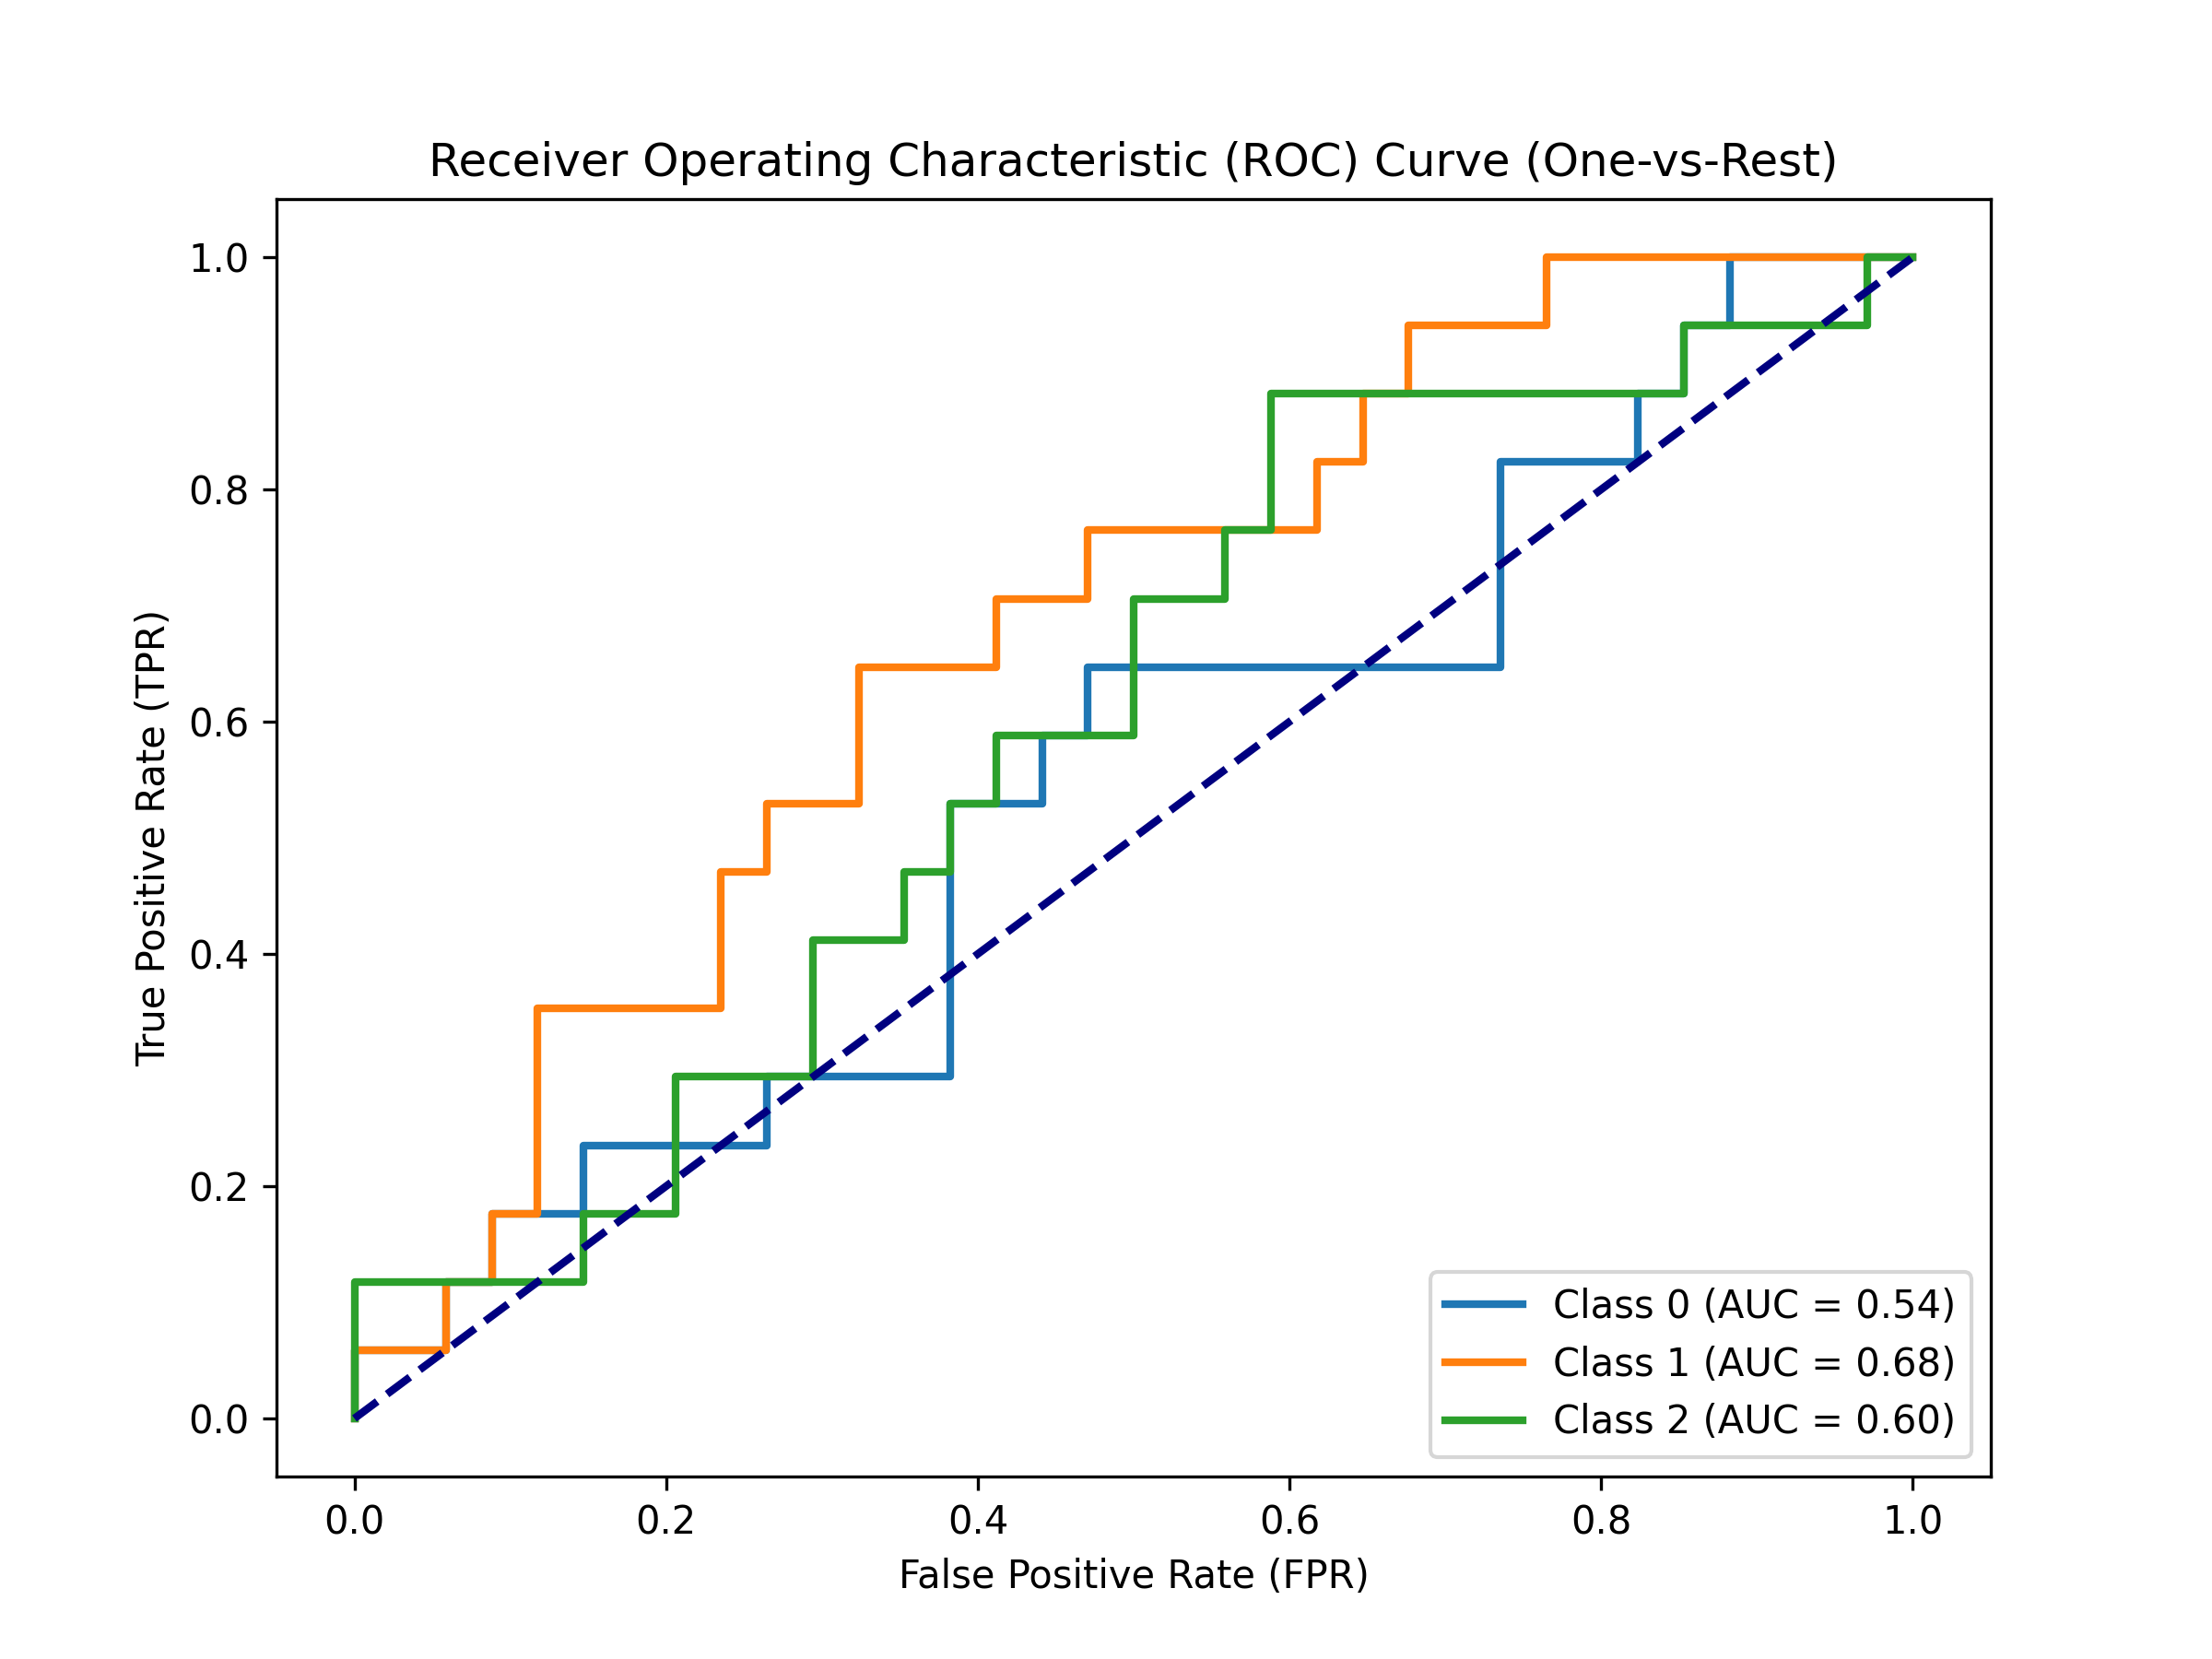 Receiver Operating Characteristic (ROC) Curve (One-vs-Rest)
1.0
0.8
0.6
0.4
0.2
0.0
True Positive Rate (TPR)
Class 0 (AUC = 0.54)
Class 1 (AUC = 0.68)
Class 2 (AUC = 0.60)
0.0 0.2 0.4 0.6 0.8 1.0
False Positive Rate (FPR)